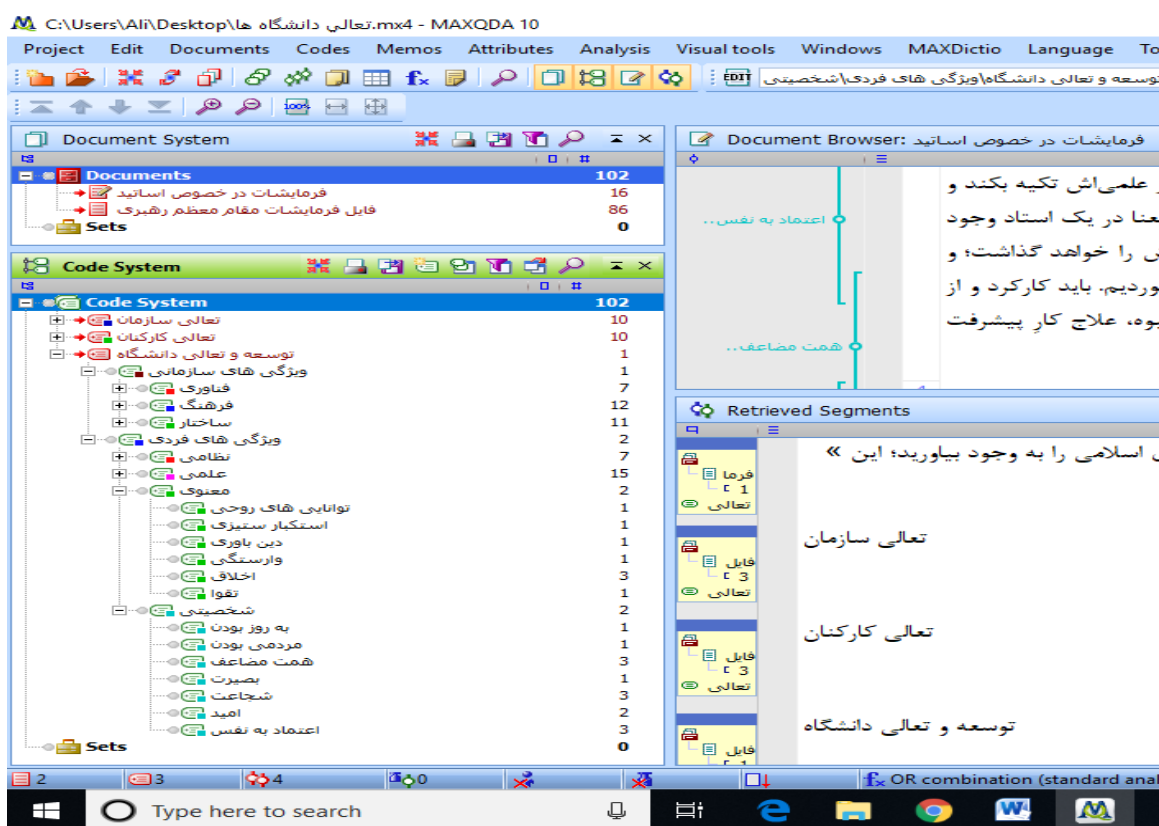 C:\Users\Ali\Desktop\تعالی دانشگاه ها.mx4 - MAXQDA 10
Project Edit Documents Codes Memos Attributes Analysis Visual tools Windows MAXDictio Language
توسعه و تعالی دانشگاه\ویژگی های فردی\شخصیتی
100%
Document System
Documents 102
فرمایشات در خصوص اساتید 16
فایل فرمایشات مقام معظم رهبری 86
Sets 0
Code System
Code System 102
تعالی سازمان 10
تعالی کارکنان 10
توسعه و تعالی دانشگاه 1
ویژگی های سازمانی 1
فناوری 7
فرهنگ 12
ساختار 11
ویژگی های فردی 2
نظامی 7
علمی 15
معنوی 2
توانایی های روحی 1
استکبار ستیزی 1
دین باوری 1
وارستگی 1
اخلاق 3
تقوا 1
شخصیتی 2
به روز بودن 1
مردمی بودن 1
همت مضاعف 3
بصیرت 1
شجاعت 3
امید 2
اعتماد به نفس 3
Sets 0
Document Browser: فرمایشات در خصوص اساتید
علمی‌اش تکیه بکند و
در یک استاد وجود
اعتماد به نفس..
را خواهد گذاشت؛ و
باید کارکرد و از
علاج کارِ پیشرفت
همت مضاعف..
Retrieved Segments
اسلامی را به وجود بیاورید؛ این »
فرما
1
تعالی
تعالی سازمان
فایل
3
تعالی
تعالی کارکنان
فایل
3
تعالی
توسعه و تعالی دانشگاه
فایل
2 3 4 0 OR combination (standard
Type here to search